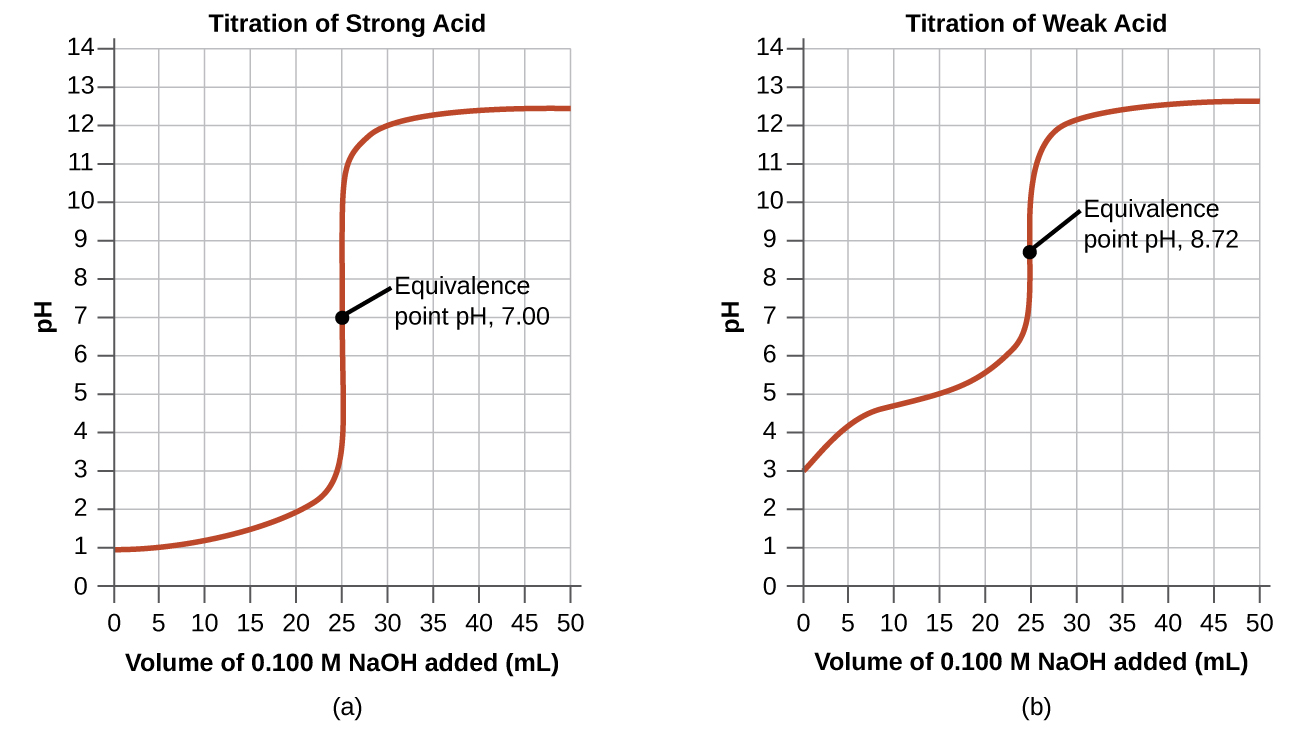 Titration of Strong Acid
14
13
12
11
10
9
8
7
6
5
4
3
2
1
0
pH
Equivalence
point pH, 7.00
0 5 10 15 20 25 30 35 40 45 50
Volume of 0.100 M NaOH added (mL)
(a)
Titration of Weak Acid
14
13
12
11
10
9
8
7
6
5
4
3
2
1
0
pH
Equivalence
point pH, 8.72
0 5 10 15 20 25 30 35 40 45 50
Volume of 0.100 M NaOH added (mL)
(b)